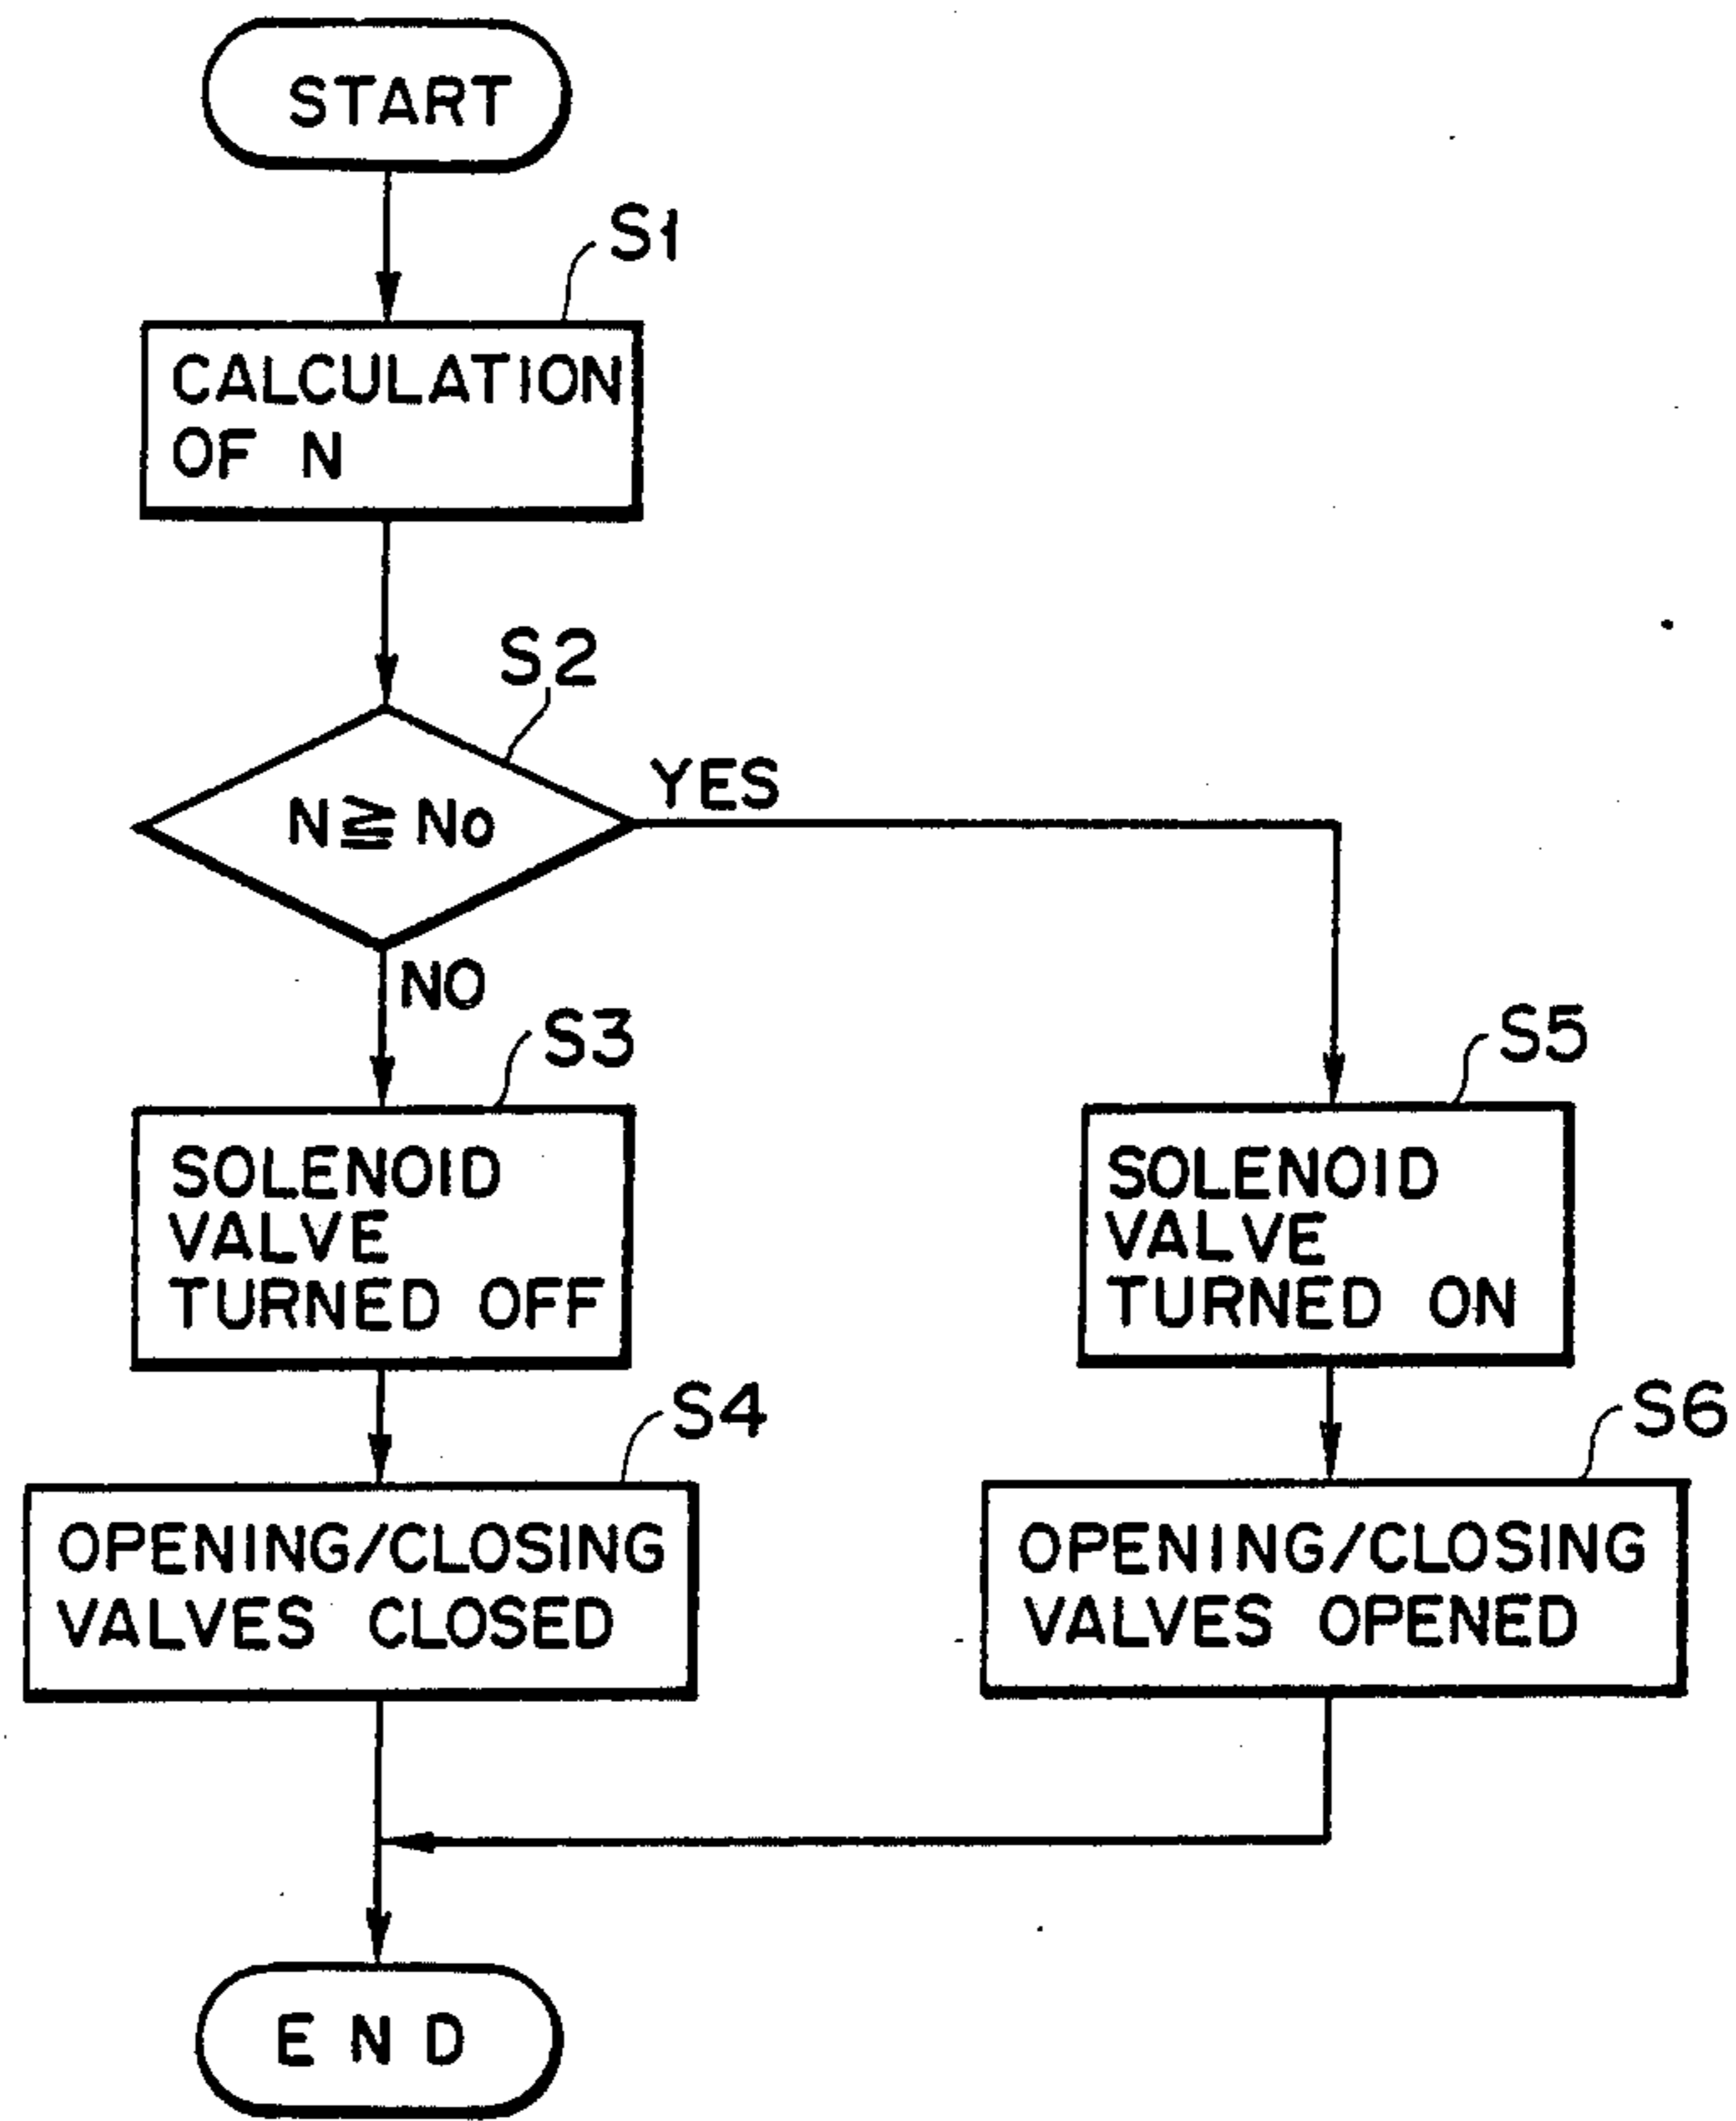 START
S1
CALCULATION
OF N
S2
N≧No
YES
NO
S3
SOLENOID
VALVE
TURNED OFF
S5
SOLENOID
VALVE
TURNED ON
S4
OPENING/CLOSING
VALVES CLOSED
S6
OPENING/CLOSING
VALVES OPENED
END